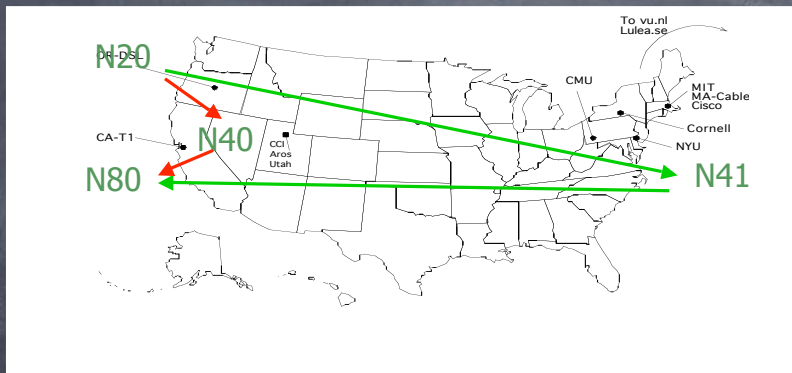 To vu.nl
Lulea.se
OR-DSL
N20
CMU
MIT
MA-Cable
Cisco
Cornell
CA-T1
N40
CCI
Aros
Utah
NYU
N80
N41